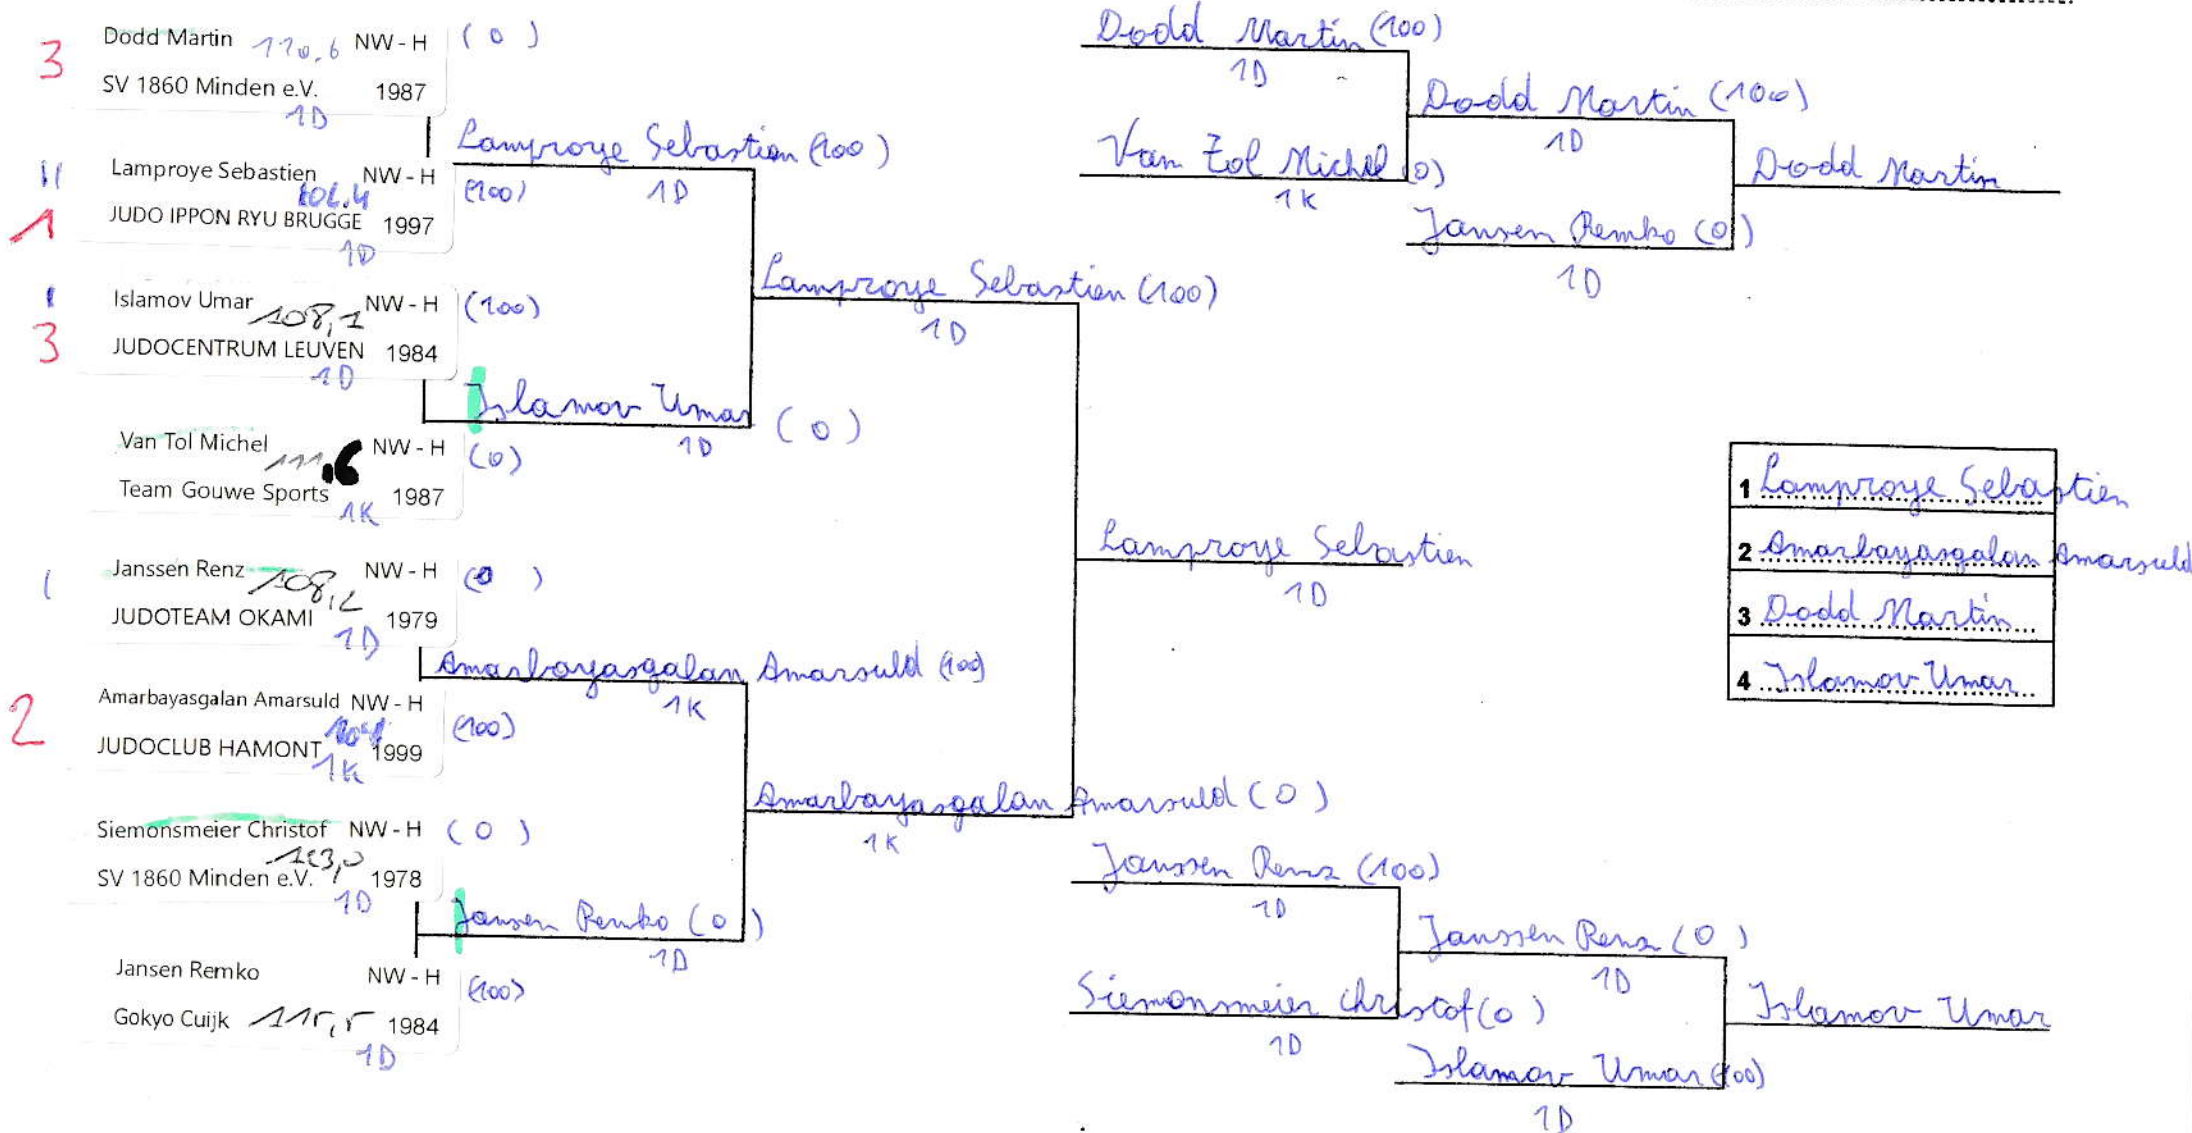 3
Dodd Martin 110,6 NW - H (0)
SV 1860 Minden e.V. 1987
1D
Lamproye Sebastien (100)
1D
11
Lamproye Sebastien NW - H (100)
JUDO IPPON RYU BRUGGE 1997
1
1D
Lamproye Sebastien (100)
1D
1
Islamov Umar 108,1 NW - H (100)
3
JUDOCENTRUM LEUVEN 1984
1D
Islamov Umar (0)
1D
Van Tol Michel 111.6 NW - H (0)
Team Gouwe Sports 1987
1K
Lamproye Sebastien
1D
1
Janssen Renz 108,2 NW - H (0)
JUDOTEAM OKAMI 1979
1D
Amarbayasgalan Amarsuld (100)
1K
2
Amarbayasgalan Amarsuld NW - H (100)
JUDOCLUB HAMONT 1999
1K
Amarbayasgalan Amarsuld (0)
1K
Siemonsmeier Christof NW - H (0)
SV 1860 Minden e.V. 1978
1D
Jansen Remko (0)
1D
Jansen Remko NW - H (100)
Gokyo Cuijk 115,5 1984
1D
Dodd Martin (100)
1D
Van Zol Michel (0)
1K
Dodd Martin (100)
1D
Jansen Remko (0)
1D
Dodd Martin
1 Lamproye Sebastien
2 Amarbayasgalan Amarsuld
3 Dodd Martin
4 Islamov Umar
Janssen Renz (100)
1D
Siemonsmeier Christof (0)
1D
Janssen Renz (0)
1D
Islamov Umar (100)
1D
Islamov Umar